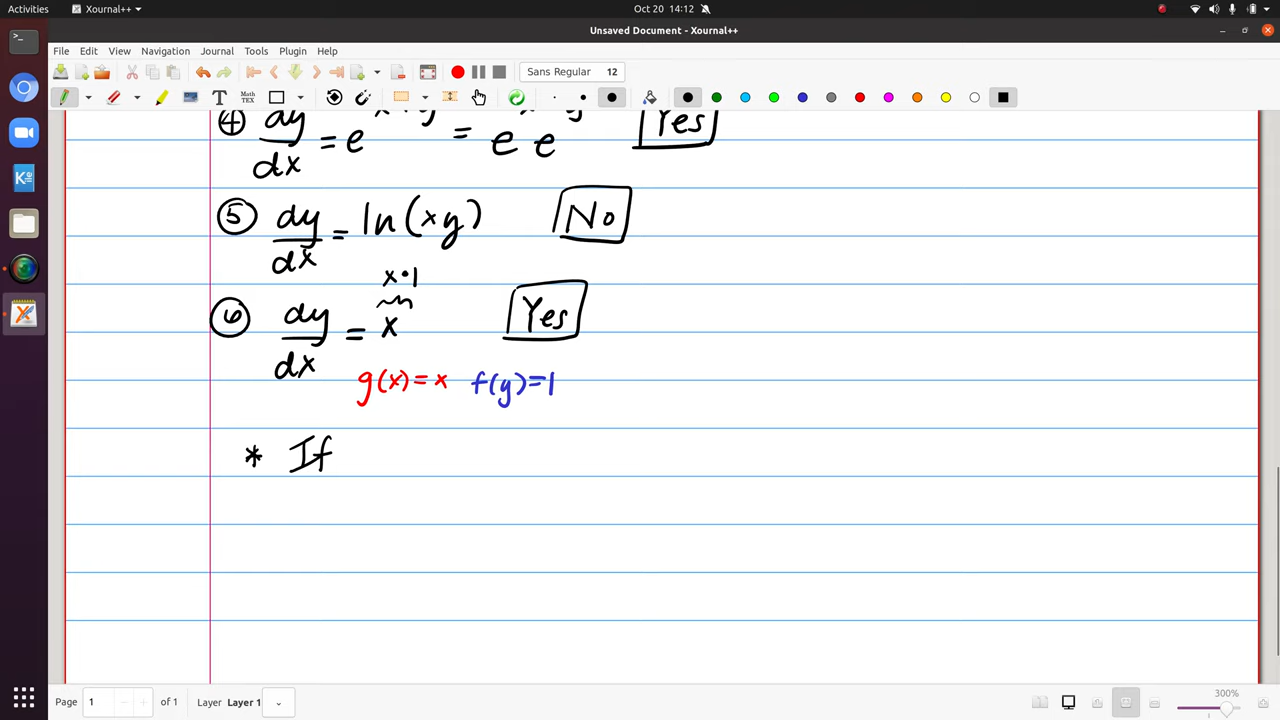 Activities Xournal++ Oct 20 14:12
Unsaved Document - Xournal++
File Edit View Navigation Journal Tools Plugin Help
Sans Regular 12
④ dy/dx = e^(x+y) = e^x e^y Yes
⑤ dy/dx = ln(xy) No
x·1
⑥ dy/dx = x Yes
g(x)=x f(y)=1
* If
Page 1 of 1 Layer Layer 1 300%